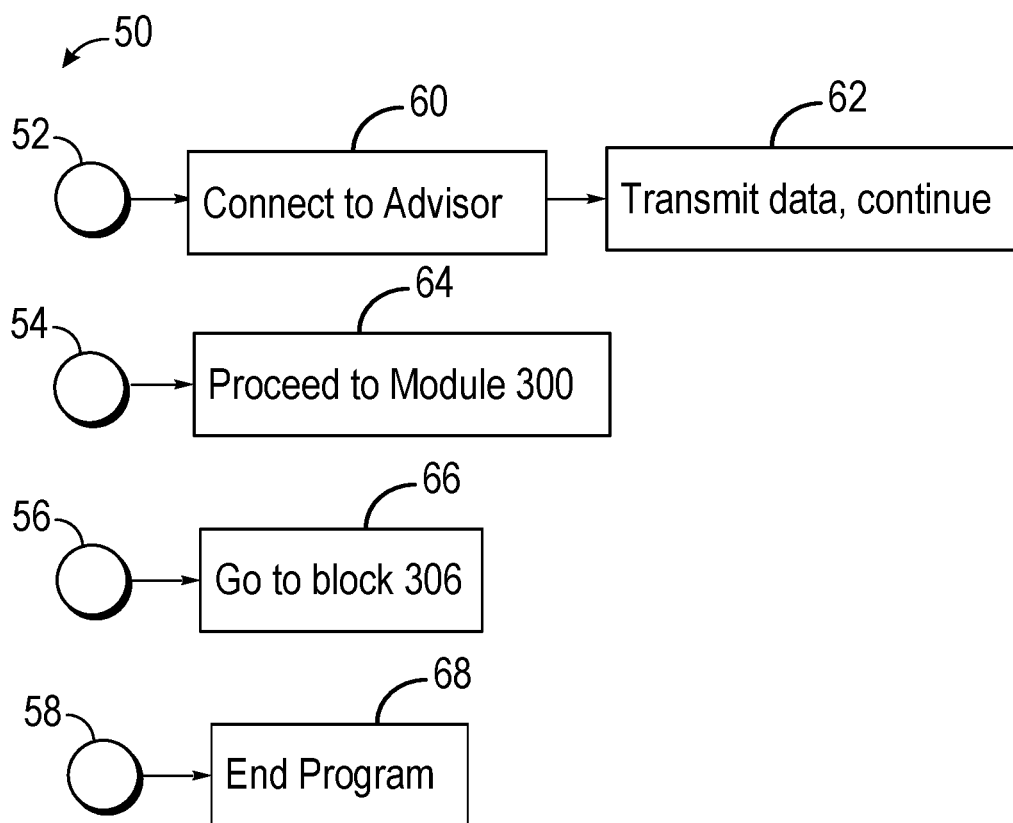 50
52
60
62
Connect to Advisor
Transmit data, continue
54
64
Proceed to Module 300
56
66
Go to block 306
58
68
End Program